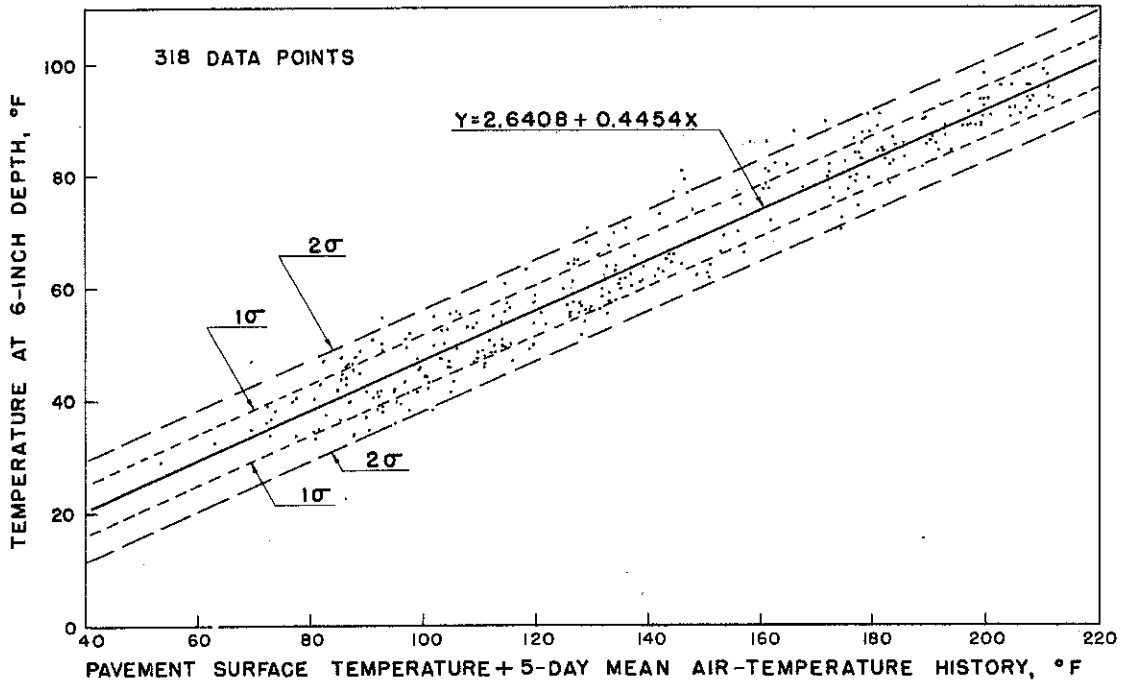 318 DATA POINTS
Y=2.6408 + 0.4454X
2σ
1σ
2σ
1σ
TEMPERATURE AT 6-INCH DEPTH, °F
100
80
60
40
20
0
40
60
80
100
120
140
160
180
200
220
PAVEMENT SURFACE TEMPERATURE + 5-DAY MEAN AIR-TEMPERATURE HISTORY, °F